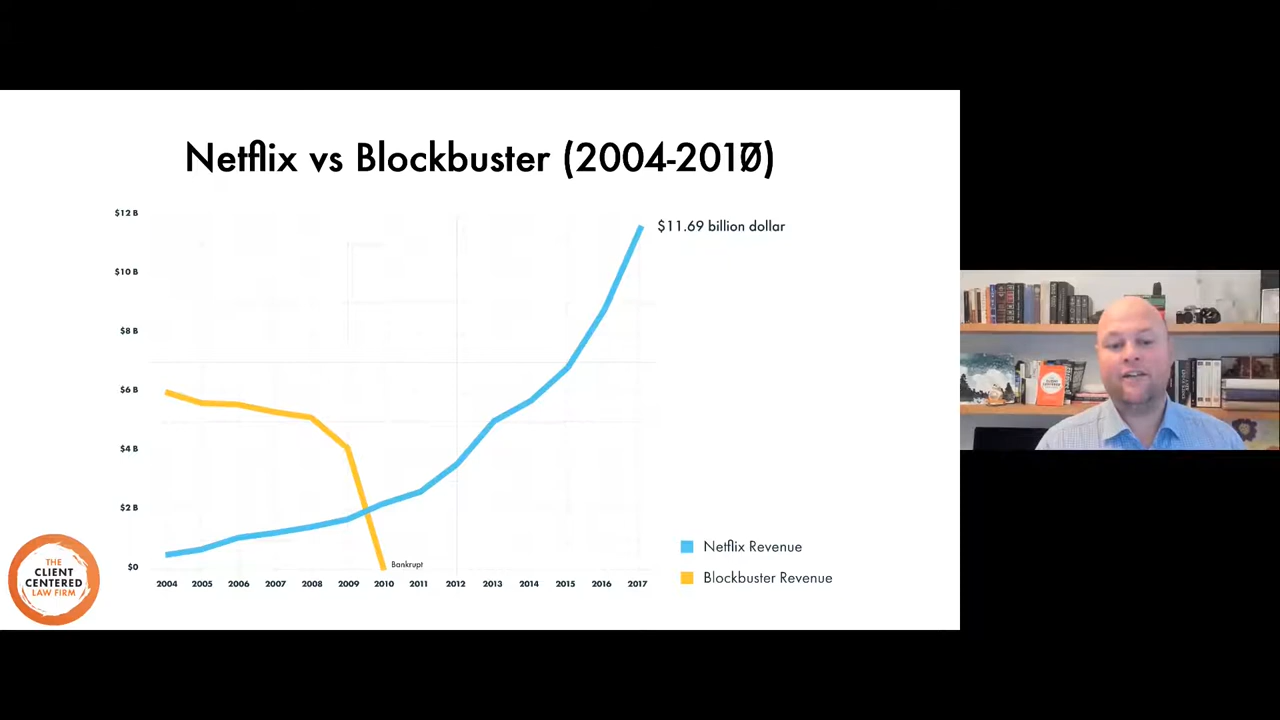 Netflix vs Blockbuster (2004-2017)
$12 B
$11.69 billion dollar
$10 B
$8 B
$6 B
$4 B
$2 B
$0
Bankrupt
2004 2005 2006 2007 2008 2009 2010 2011 2012 2013 2014 2015 2016 2017
Netflix Revenue
Blockbuster Revenue
THE
CLIENT
CENTERED
LAW FIRM